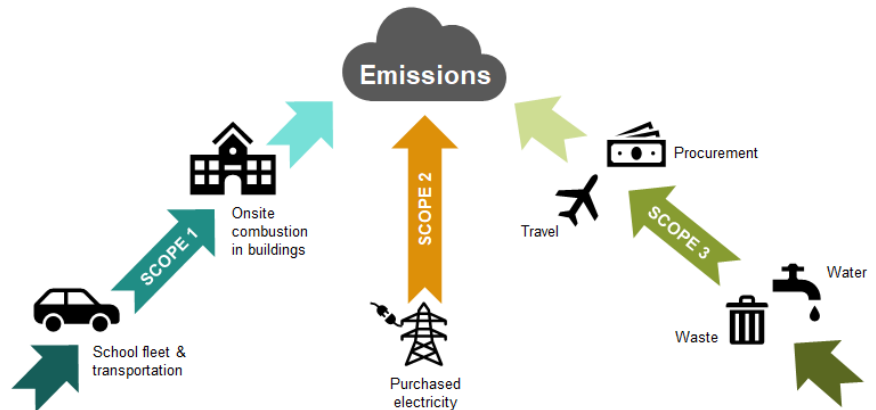 Emissions
SCOPE 1
Onsite
combustion
in buildings
School fleet &
transportation
SCOPE 2
Purchased
electricity
SCOPE 3
Procurement
Travel
Water
Waste